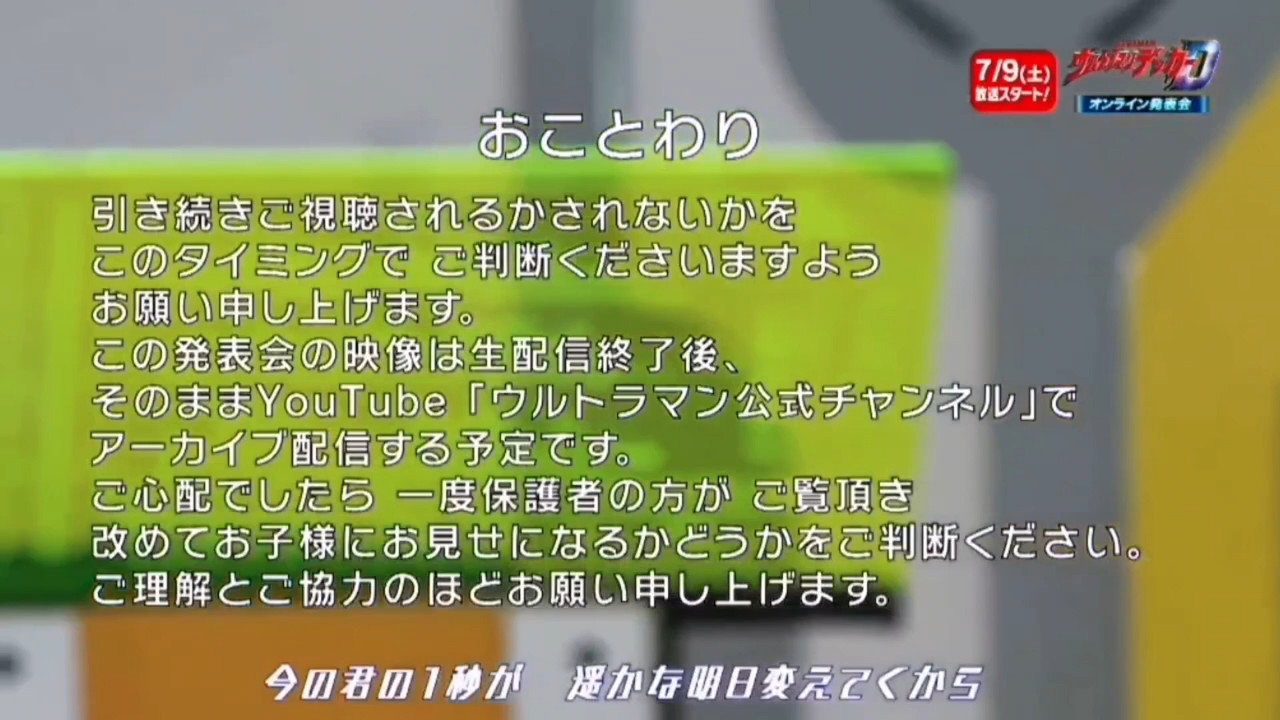 7/9(土)
放送スタート!
ULTRAMAN
ウルトラマンデッカー
オンライン発表会
おことわり
引き続きご視聴されるかされないかを
このタイミングで ご判断くださいますよう
お願い申し上げます。
この発表会の映像は生配信終了後、
そのままYouTube「ウルトラマン公式チャンネル」で
アーカイブ配信する予定です。
ご心配でしたら 一度保護者の方が ご覧頂き
改めてお子様にお見せになるかどうかをご判断ください。
ご理解とご協力のほどお願い申し上げます。
今の君の1秒が 遥かな明日変えてくから